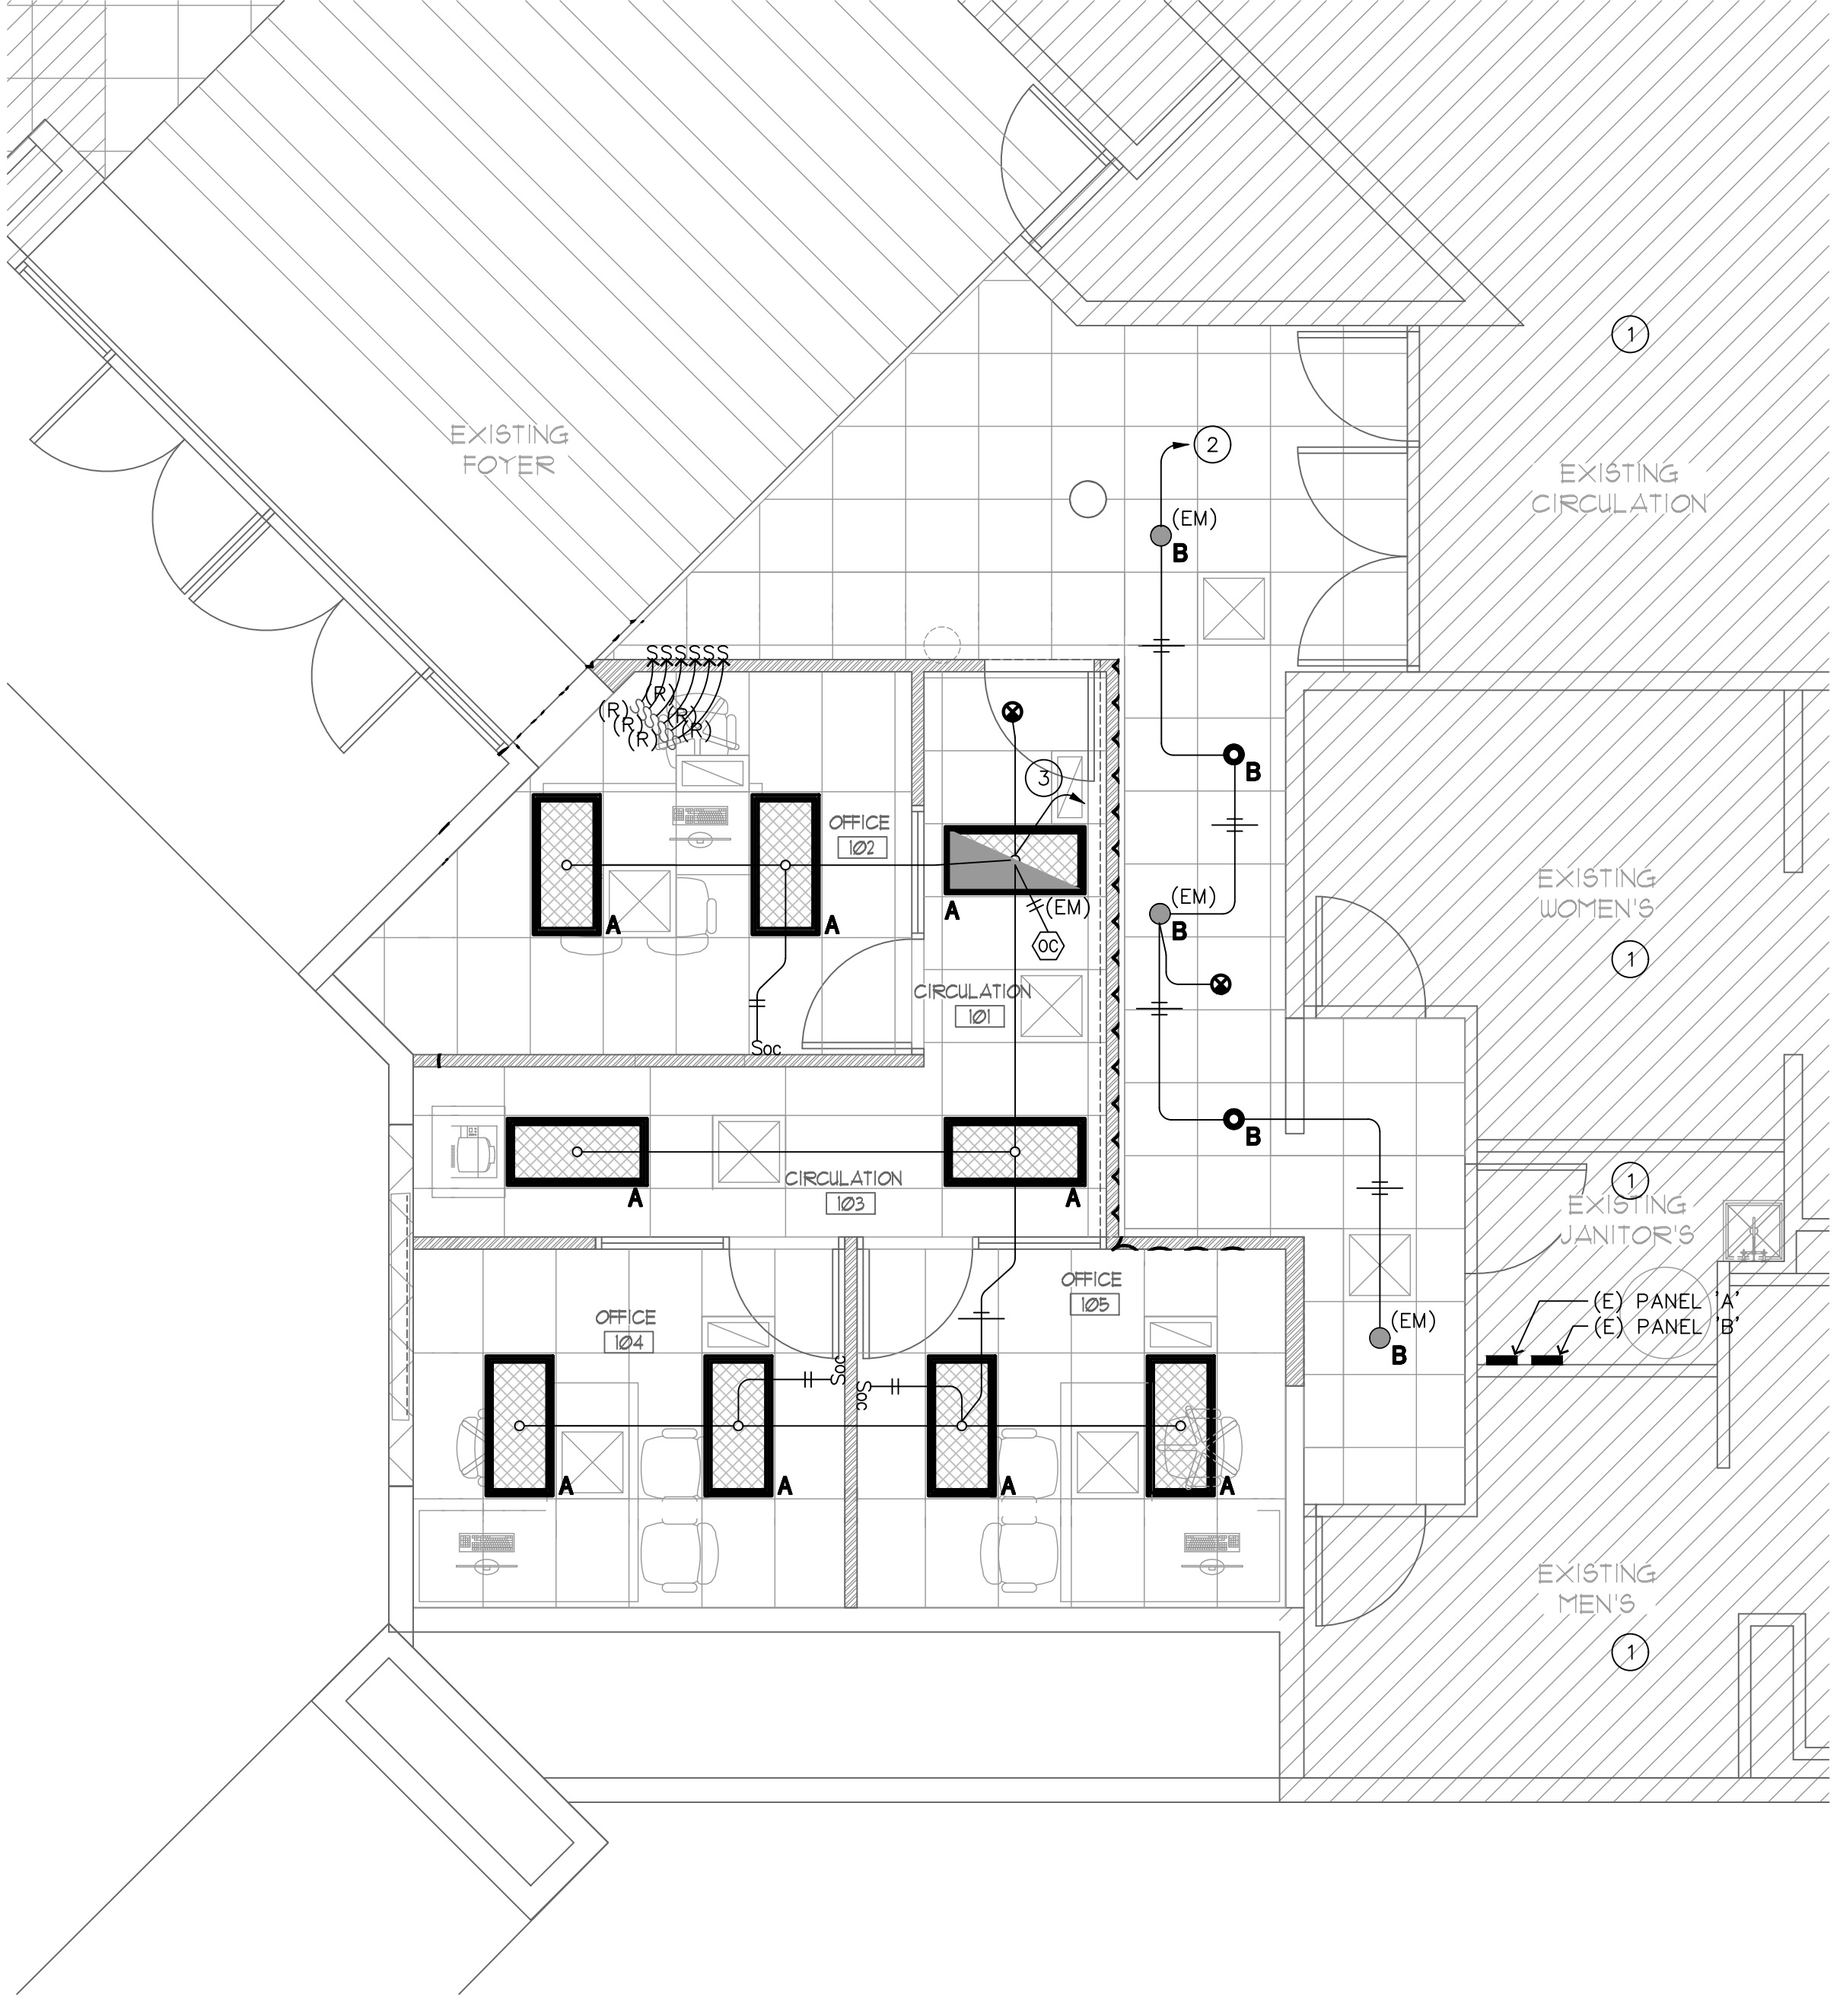 1
EXISTING
FOYER
2
EXISTING
CIRCULATION
(EM)
B
SSSSSS
(R)
(R)
(R)
(R)
(R)
(R)
B
3
OFFICE
102
EXISTING
WOMEN'S
(EM)
B
A
A
A
(EM)
OC
1
CIRCULATION
101
Soc
B
CIRCULATION
103
A
A
1
EXISTING
JANITOR'S
OFFICE
105
(E) PANEL 'A'
(E) PANEL 'B'
OFFICE
104
(EM)
B
Soc
Soc
A
A
A
A
EXISTING
MEN'S
1